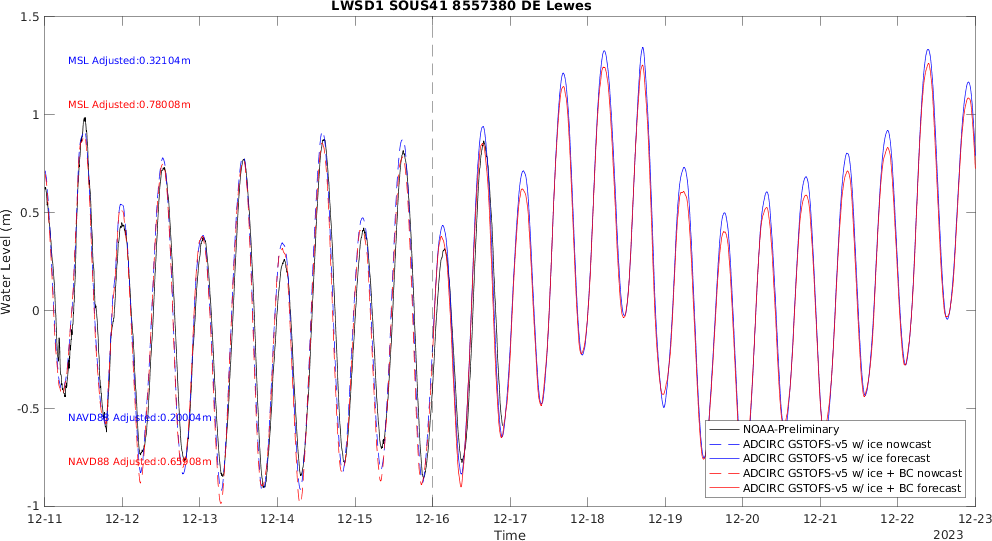 LWSD1 SOUS41 8557380 DE Lewes
1.5
1
0.5
0
-0.5
-1
Water Level (m)
MSL Adjusted:0.32104m
MSL Adjusted:0.78008m
NAVD88 Adjusted:0.20004m
NAVD88 Adjusted:0.65908m
NOAA-Preliminary
ADCIRC GSTOFS-v5 w/ ice nowcast
ADCIRC GSTOFS-v5 w/ ice forecast
ADCIRC GSTOFS-v5 w/ ice + BC nowcast
ADCIRC GSTOFS-v5 w/ ice + BC forecast
12-11 12-12 12-13 12-14 12-15 12-16 12-17 12-18 12-19 12-20 12-21 12-22 12-23
Time
2023